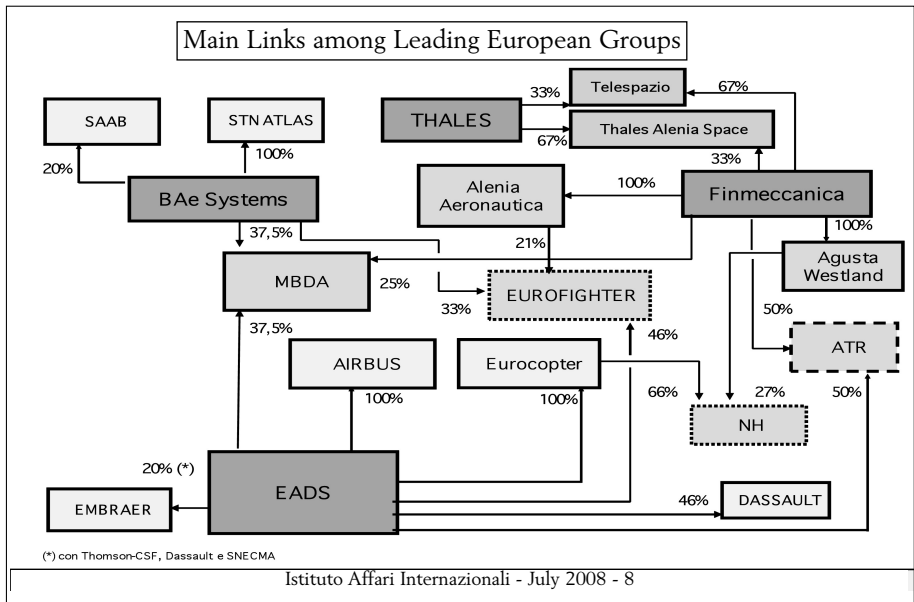 Main Links among Leading European Groups
Telespazio
33%
67%
SAAB
STN ATLAS
THALES
Thales Alenia Space
67%
33%
20%
100%
BAe Systems
Alenia
Aeronautica
100%
Finmeccanica
37,5%
21%
100%
Agusta
Westland
MBDA
25%
33%
EUROFIGHTER
50%
37,5%
46%
ATR
AIRBUS
Eurocopter
100%
100%
66%
27%
50%
NH
20% (*)
EADS
46%
DASSAULT
EMBRAER
(*) con Thomson-CSF, Dassault e SNECMA
Istituto Affari Internazionali - July 2008 - 8